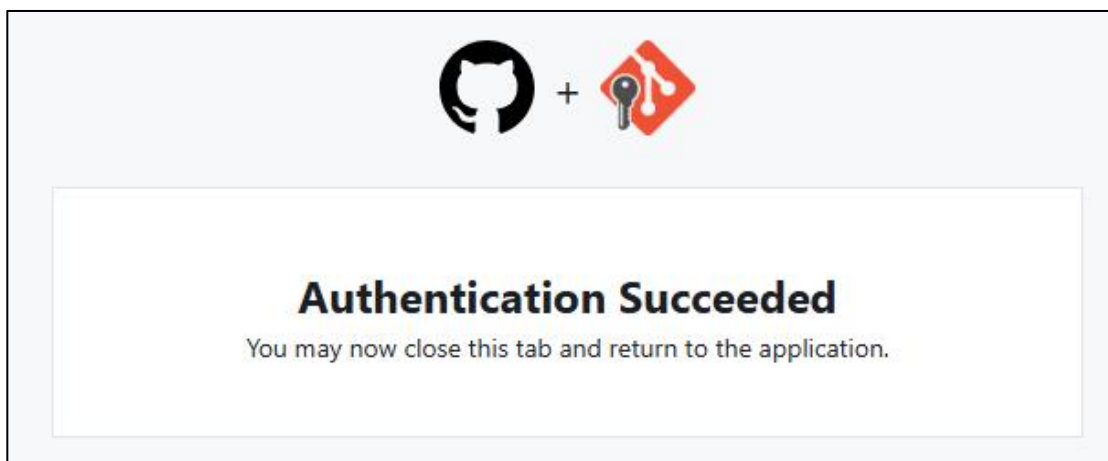 +
Authentication Succeeded
You may now close this tab and return to the application.